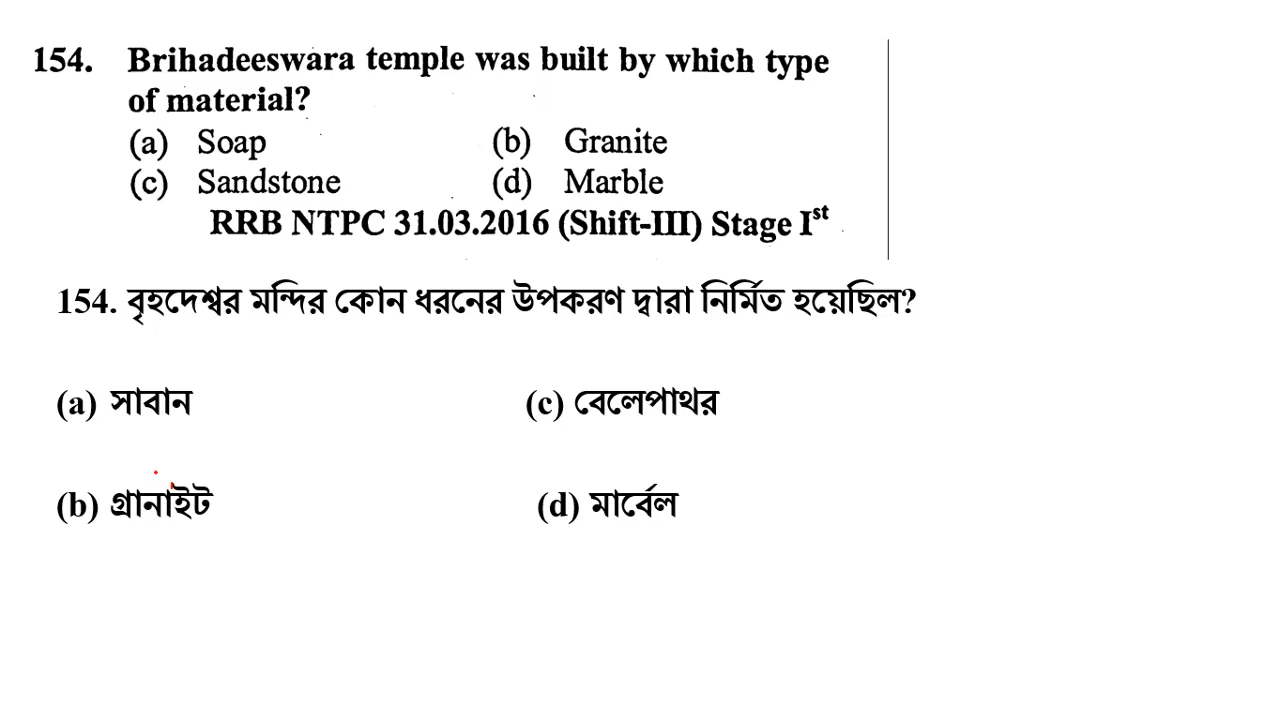 154. Brihadeeswara temple was built by which type
of material?
(a) Soap (b) Granite
(c) Sandstone (d) Marble
RRB NTPC 31.03.2016 (Shift-III) Stage Ist
154. বৃহদেশ্বর মন্দির কোন ধরনের উপকরণ দ্বারা নির্মিত হয়েছিল?
(a) সাবান (c) বেলেপাথর
(b) গ্রানাইট (d) মার্বেল